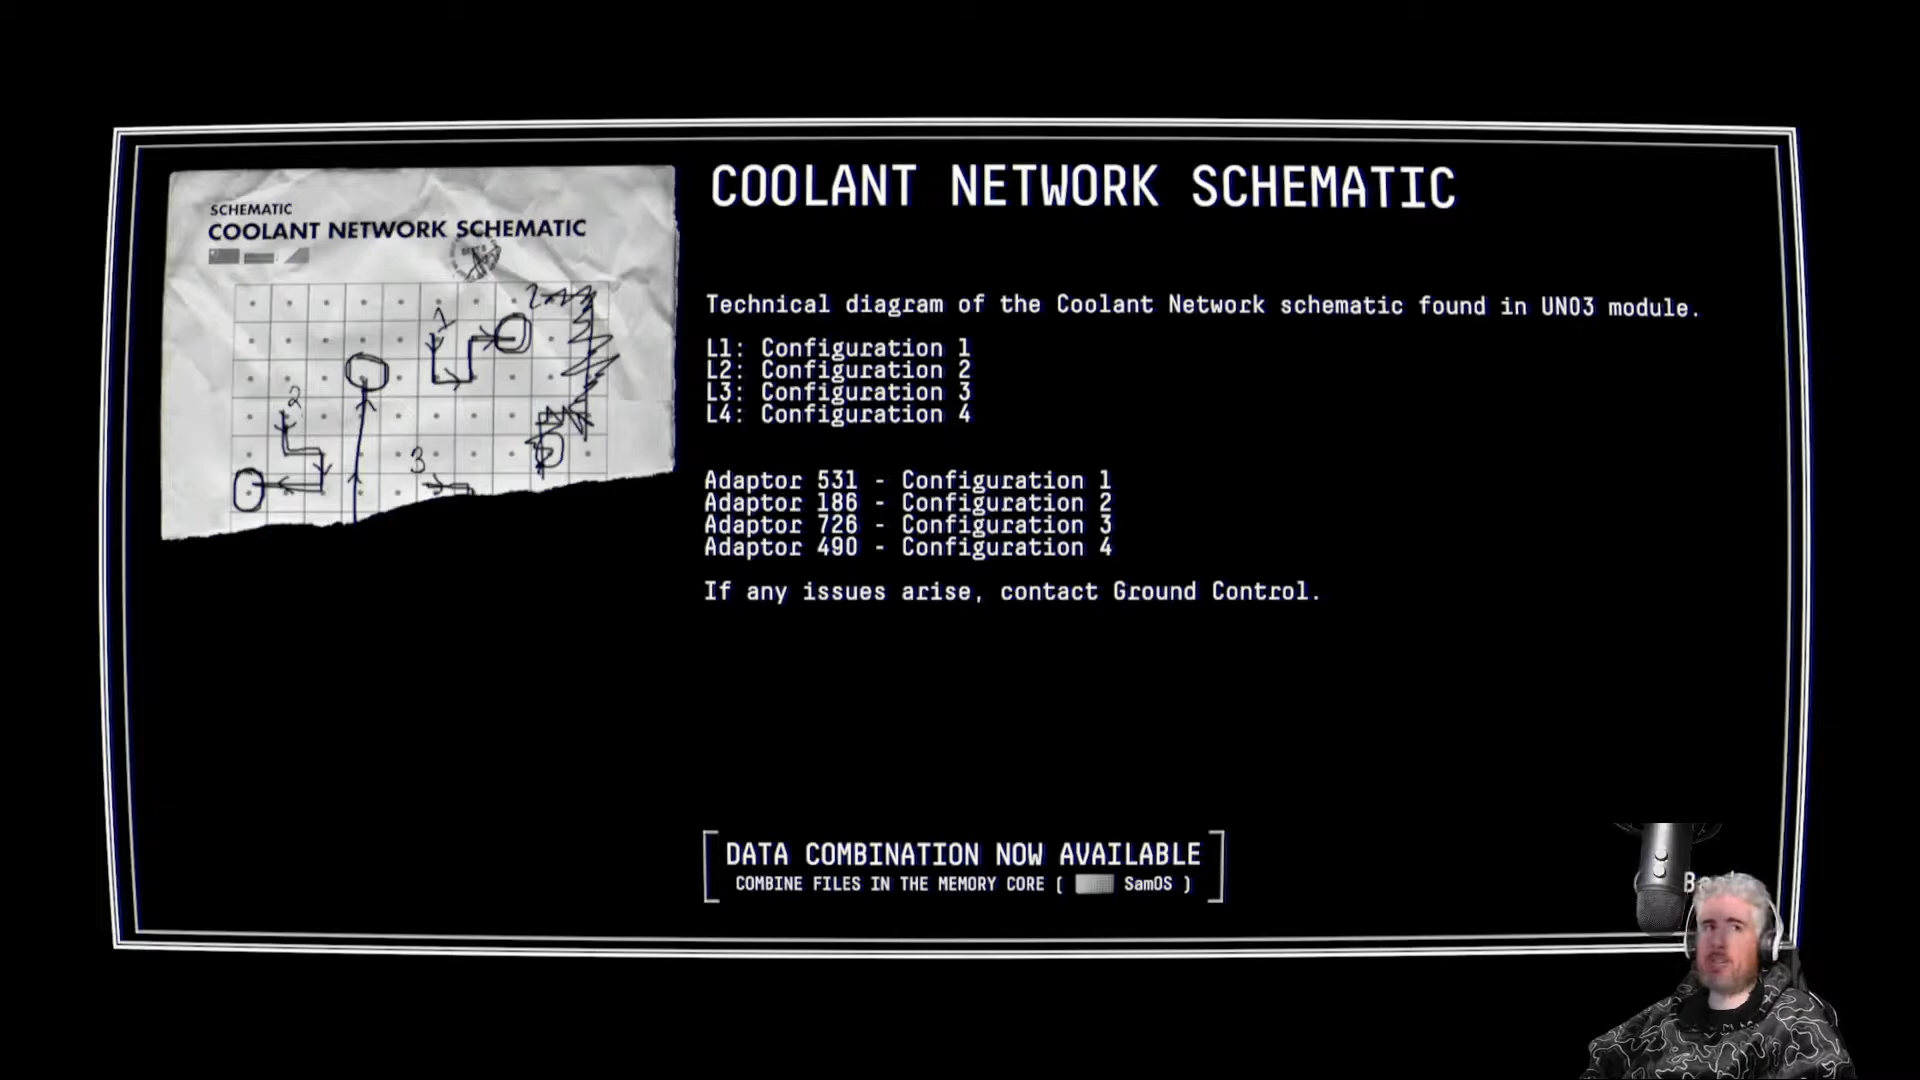 SCHEMATIC
COOLANT NETWORK SCHEMATIC
1
2
2
3
COOLANT NETWORK SCHEMATIC
Technical diagram of the Coolant Network schematic found in UNO3 module.
L1: Configuration 1
L2: Configuration 2
L3: Configuration 3
L4: Configuration 4
Adaptor 531 - Configuration 1
Adaptor 186 - Configuration 2
Adaptor 726 - Configuration 3
Adaptor 490 - Configuration 4
If any issues arise, contact Ground Control.
DATA COMBINATION NOW AVAILABLE
COMBINE FILES IN THE MEMORY CORE ( SamOS )